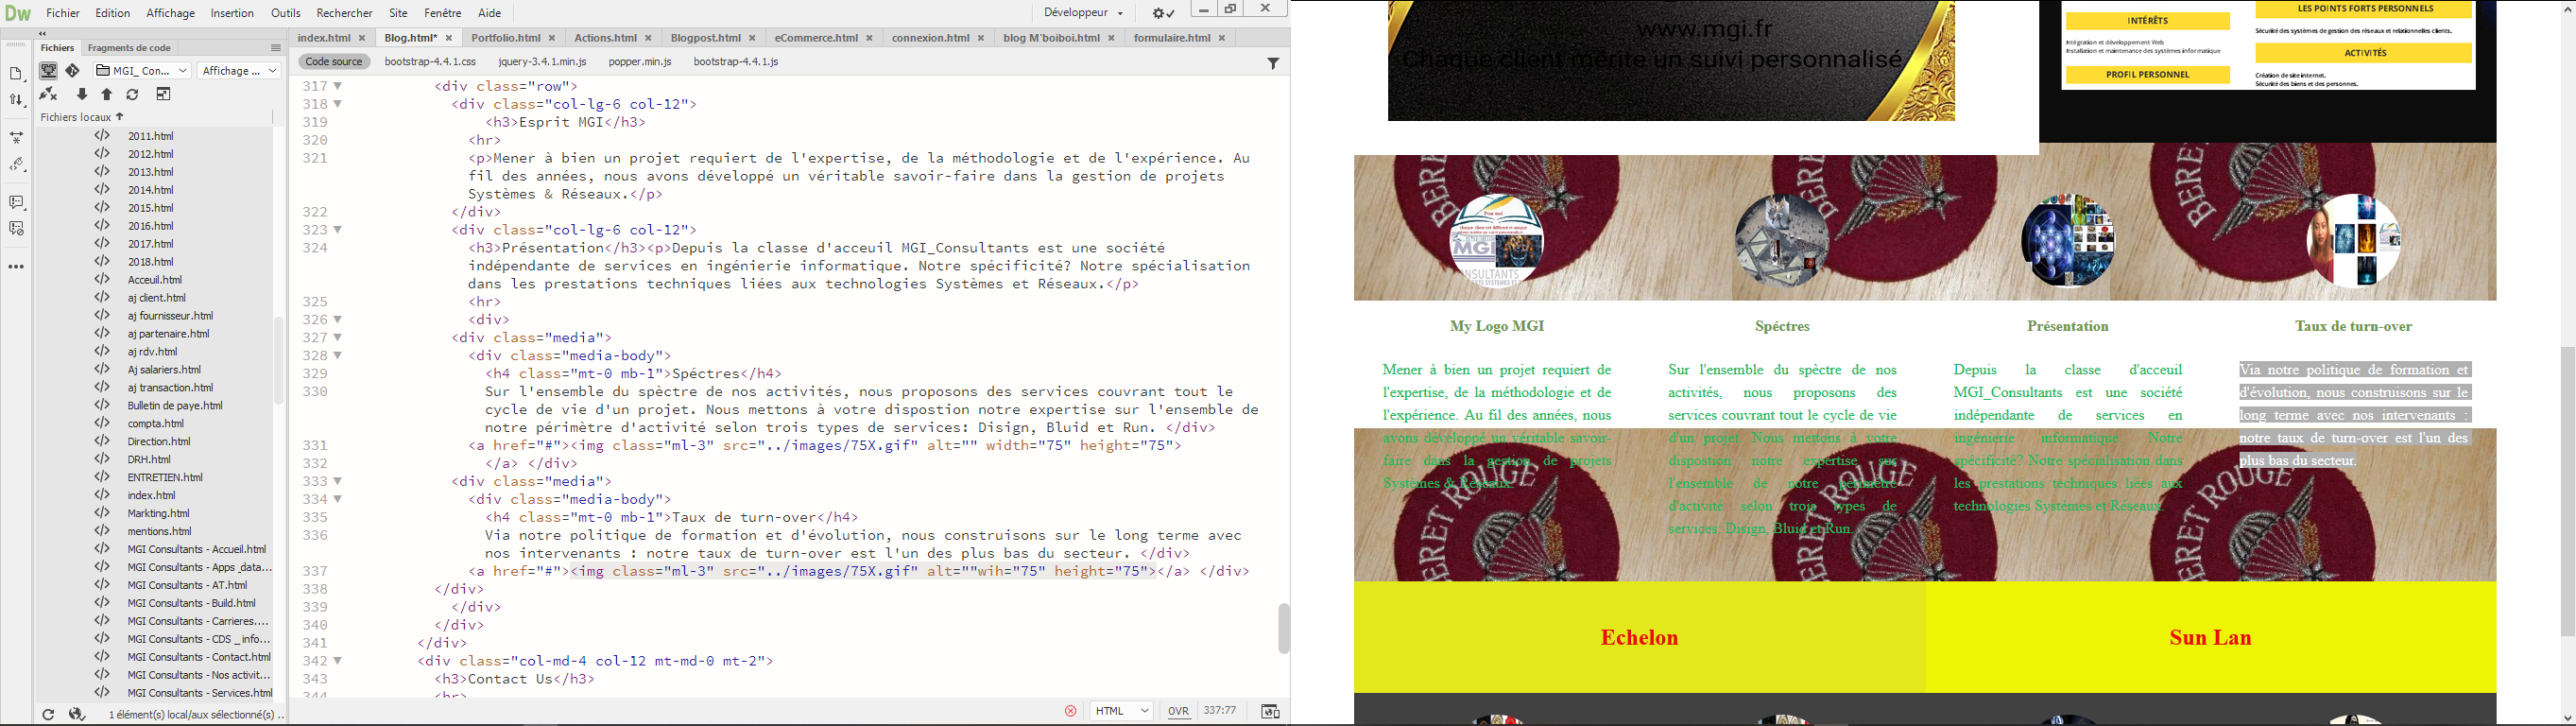 Dw Fichier Edition Affichage Insertion Outils Rechercher Site Fenêtre Aide
Développeur
Fichiers Fragments de code
MGI_ Con... Affichage ...
Fichiers locaux
2011.html
2012.html
2013.html
2014.html
2015.html
2016.html
2017.html
2018.html
Acceuil.html
aj client.html
aj fournisseur.html
aj partenaire.html
aj rdv.html
Aj salariers.html
aj transaction.html
Bulletin de paye.html
compta.html
Direction.html
DRH.html
ENTRETIEN.html
index.html
Markting.html
mentions.html
MGI Consultants - Accueil.html
MGI Consultants - Apps _data...
MGI Consultants - AT.html
MGI Consultants - Build.html
MGI Consultants - Carrieres....
MGI Consultants - CDS _ info...
MGI Consultants - Contact.html
MGI Consultants - Nos activit...
MGI Consultants - Services.html
1 élément(s) local/aux sélectionné(s) ..
index.html Blog.html* Portfolio.html Actions.html Blogpost.html eCommerce.html connexion.html blog M'boiboi.html formulaire.html
Code source bootstrap-4.4.1.css jquery-3.4.1.min.js popper.min.js bootstrap-4.4.1.js
317 <div class="row">
318 <div class="col-lg-6 col-12">
319 <h3>Esprit MGI</h3>
320 <hr>
321 <p>Mener à bien un projet requiert de l'expertise, de la méthodologie et de l'expérience. Au
fil des années, nous avons développé un véritable savoir-faire dans la gestion de projets
Systèmes & Réseaux.</p>
322 </div>
323 <div class="col-lg-6 col-12">
324 <h3>Présentation</h3><p>Depuis la classe d'acceuil MGI_Consultants est une société
indépendante de services en ingénierie informatique. Notre spécificité? Notre spécialisation
dans les prestations techniques liées aux technologies Systèmes et Réseaux.</p>
325 <hr>
326 <div>
327 <div class="media">
328 <div class="media-body">
329 <h4 class="mt-0 mb-1">Spéctres</h4>
330 Sur l'ensemble du spèctre de nos activités, nous proposons des services couvrant tout le
cycle de vie d'un projet. Nous mettons à votre dispostion notre expertise sur l'ensemble de
notre périmètre d'activité selon trois types de services: Disign, Bluid et Run. </div>
331 <a href="#"><img class="ml-3" src="../images/75X.gif" alt="" width="75" height="75">
332 </a> </div>
333 <div class="media">
334 <div class="media-body">
335 <h4 class="mt-0 mb-1">Taux de turn-over</h4>
336 Via notre politique de formation et d'évolution, nous construisons sur le long terme avec
nos intervenants : notre taux de turn-over est l'un des plus bas du secteur. </div>
337 <a href="#"><img class="ml-3" src="../images/75X.gif" alt=""wih="75" height="75"></a> </div>
338 </div>
339 </div>
340 </div>
341 </div>
342 <div class="col-md-4 col-12 mt-md-0 mt-2">
343 <h3>Contact Us</h3>
344 <hr>
HTML OVR 337:77
www.mgi.fr
Chaque client mérite un suivi personnalisé
INTÉRÊTS
Intégration et développement Web
Installation et maintenance des systèmes informatique
PROFIL PERSONNEL
LES POINTS FORTS PERSONNELS
Sécurité des systèmes de gestion des réseaux et relationnelles clients.
ACTIVITÉS
Création de site internet.
Sécurité des biens et des personnes.
MGI
My Logo MGI
Mener à bien un projet requiert de
l'expertise, de la méthodologie et de
l'expérience. Au fil des années, nous
avons développé un véritable savoir-
faire dans la gestion de projets
Systèmes & Réseaux.
Spéctres
Sur l'ensemble du spèctre de nos
activités, nous proposons des
services couvrant tout le cycle de vie
d'un projet. Nous mettons à votre
dispostion notre expertise sur
l'ensemble de notre périmètre
d'activité selon trois types de
services: Disign, Bluid et Run.
Présentation
Depuis la classe d'acceuil
MGI_Consultants est une société
indépendante de services en
ingénierie informatique. Notre
spécificité? Notre spécialisation dans
les prestations techniques liées aux
technologies Systèmes et Réseaux.
Taux de turn-over
Via notre politique de formation et
d'évolution, nous construisons sur le
long terme avec nos intervenants :
notre taux de turn-over est l'un des
plus bas du secteur.
BERET ROUGE
BERET ROUGE
BERET ROUGE
Echelon
Sun Lan